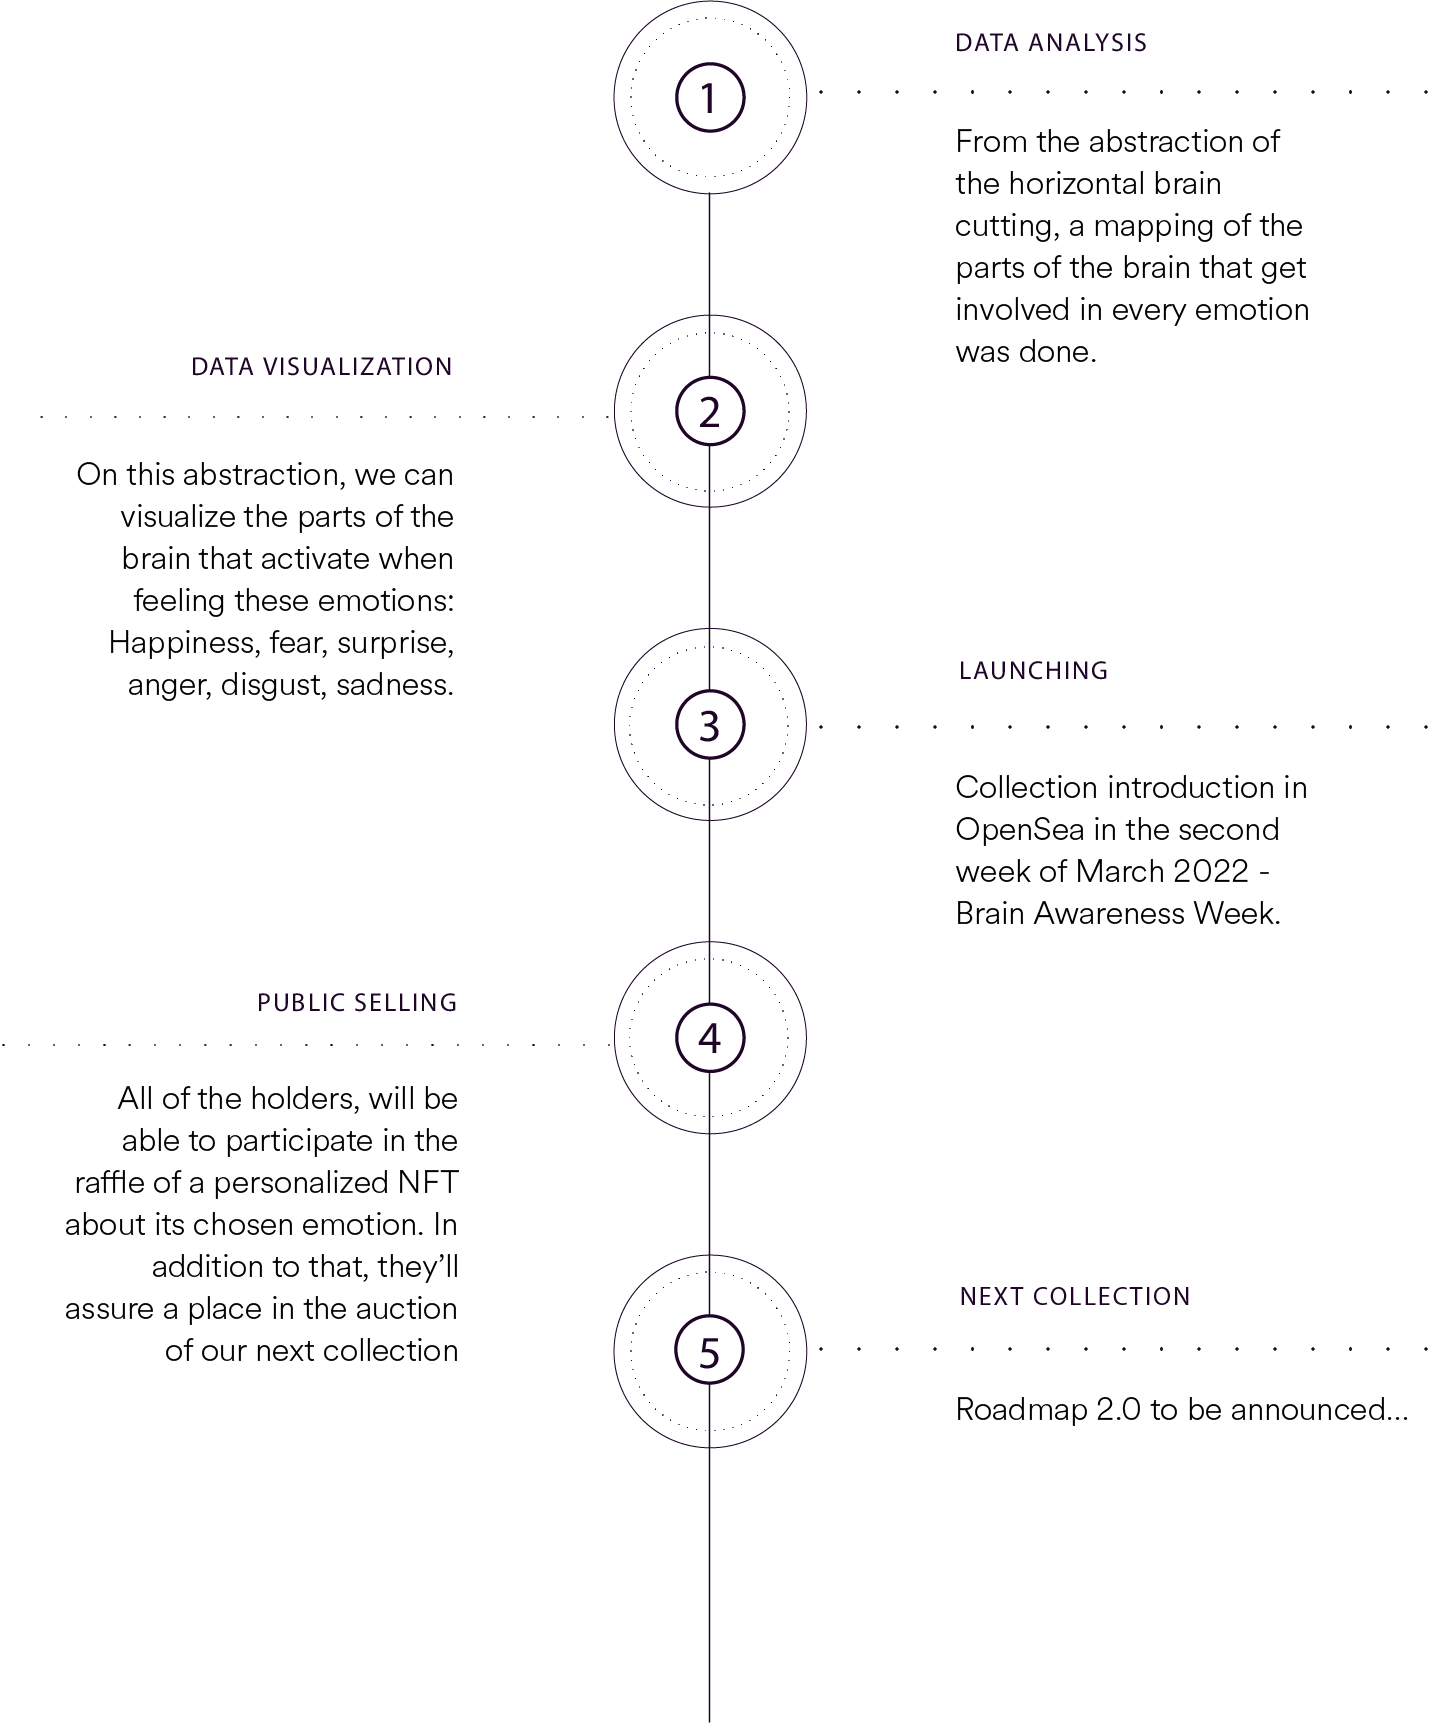 1
DATA ANALYSIS
From the abstraction of
the horizontal brain
cutting, a mapping of the
parts of the brain that get
involved in every emotion
was done.
2
DATA VISUALIZATION
On this abstraction, we can
visualize the parts of the
brain that activate when
feeling these emotions:
Happiness, fear, surprise,
anger, disgust, sadness.
3
LAUNCHING
Collection introduction in
OpenSea in the second
week of March 2022 -
Brain Awareness Week.
4
PUBLIC SELLING
All of the holders, will be
able to participate in the
raffle of a personalized NFT
about its chosen emotion. In
addition to that, they’ll
assure a place in the auction
of our next collection
5
NEXT COLLECTION
Roadmap 2.0 to be announced...